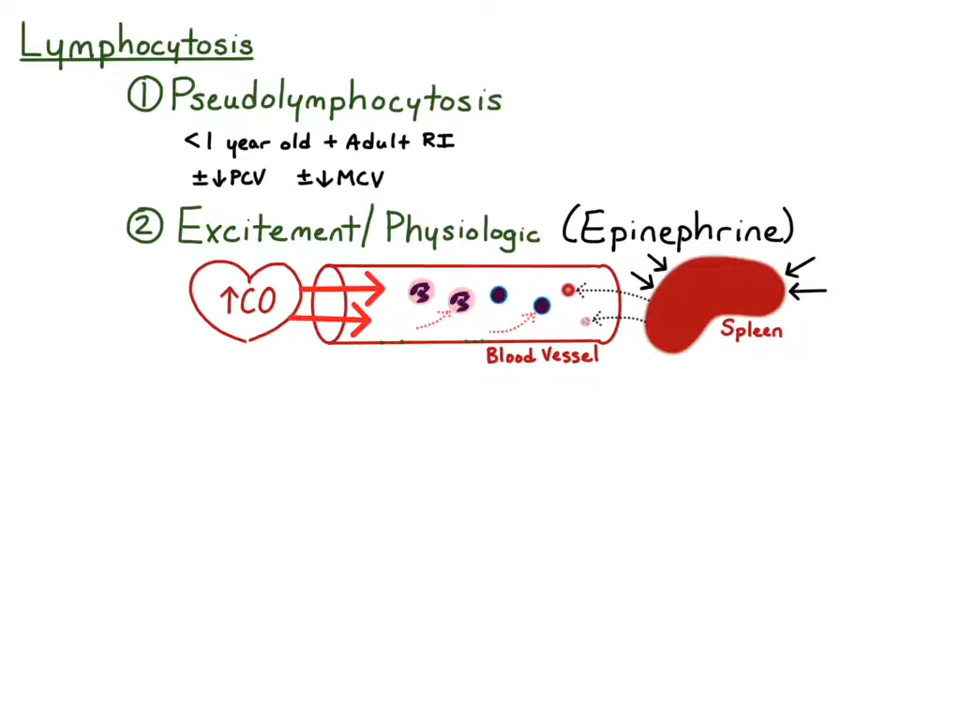 Lymphocytosis
① Pseudolymphocytosis
<1 year old + Adult RI
±↓PCV ±↓MCV
② Excitement/Physiologic (Epinephrine)
↑CO
Spleen
Blood Vessel